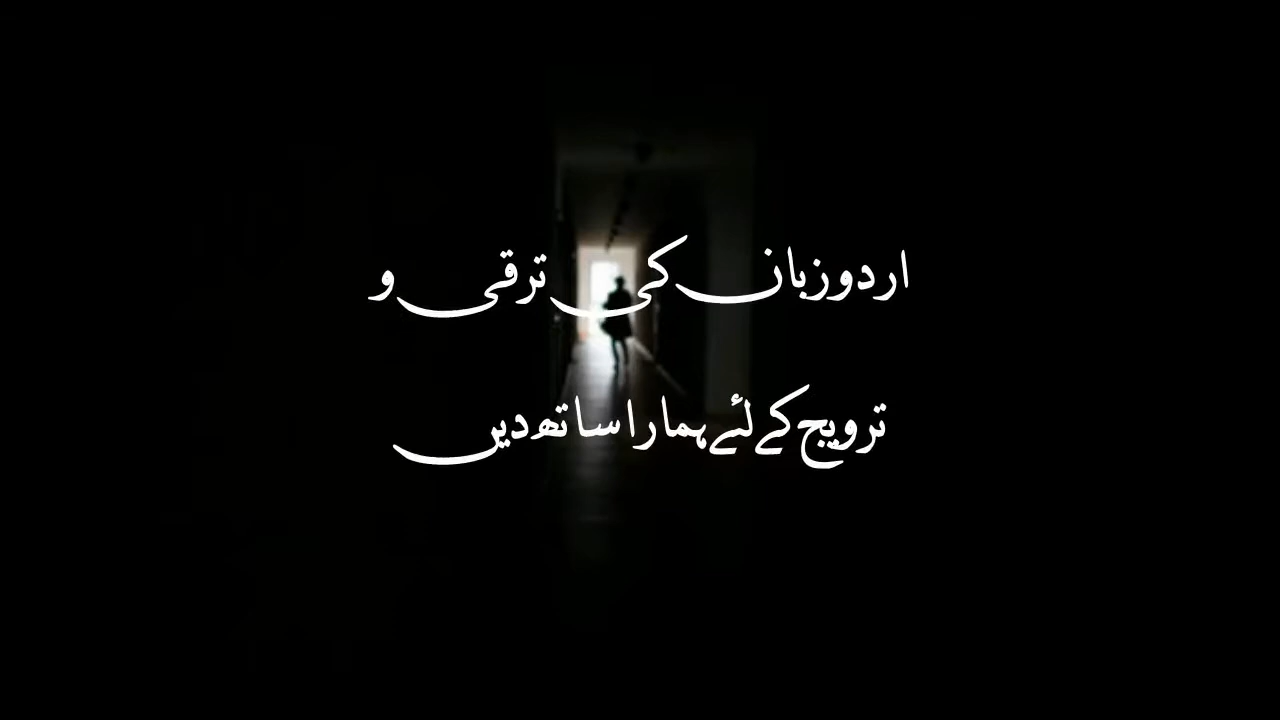 اردو زبان کی ترقی و
ترویج کے لئے ہمارا ساتھ دیں